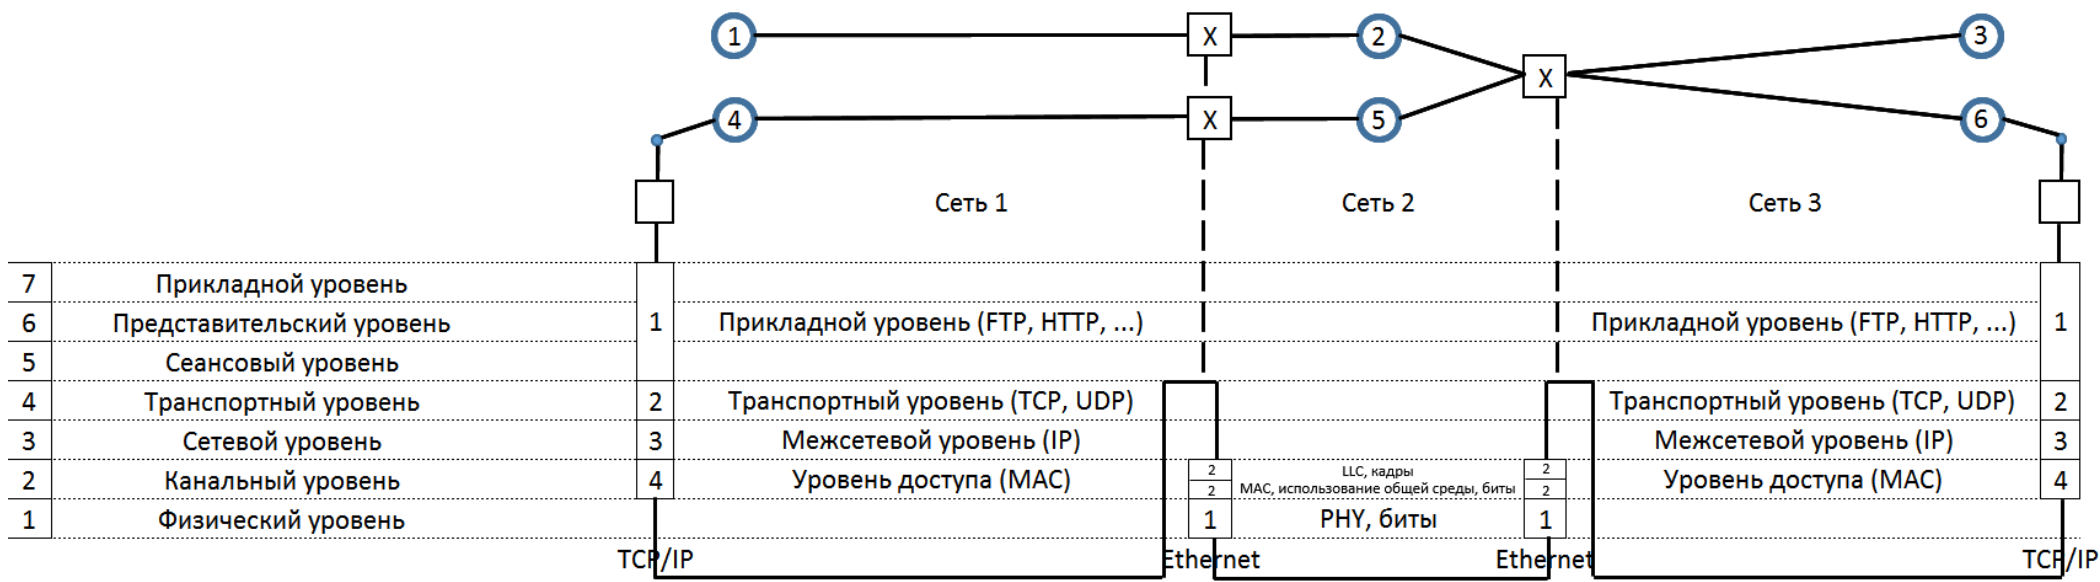 1 X 2 3
X
4 X 5 6
Сеть 1 Сеть 2 Сеть 3
7 Прикладной уровень
6 Представительский уровень 1 Прикладной уровень (FTP, HTTP, ...) Прикладной уровень (FTP, HTTP, ...) 1
5 Сеансовый уровень
4 Транспортный уровень 2 Транспортный уровень (TCP, UDP) Транспортный уровень (TCP, UDP) 2
3 Сетевой уровень 3 Межсетевой уровень (IP) Межсетевой уровень (IP) 3
2 Канальный уровень 4 Уровень доступа (MAC) 2 LLC, кадры 2 Уровень доступа (MAC) 4
2 MAC, использование общей среды, биты 2
1 Физический уровень 1 PHY, биты 1
TCP/IP Ethernet Ethernet TCP/IP